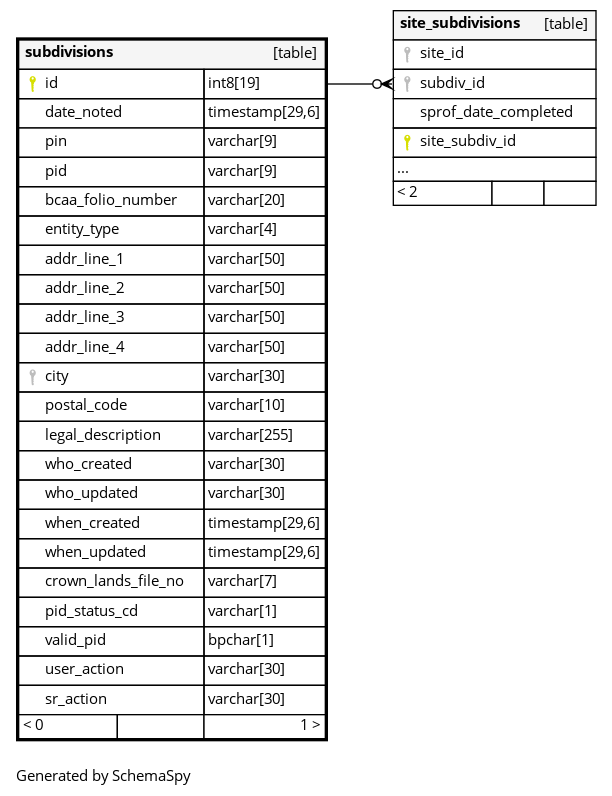 subdivisions [table]
id int8[19]
date_noted timestamp[29,6]
pin varchar[9]
pid varchar[9]
bcaa_folio_number varchar[20]
entity_type varchar[4]
addr_line_1 varchar[50]
addr_line_2 varchar[50]
addr_line_3 varchar[50]
addr_line_4 varchar[50]
city varchar[30]
postal_code varchar[10]
legal_description varchar[255]
who_created varchar[30]
who_updated varchar[30]
when_created timestamp[29,6]
when_updated timestamp[29,6]
crown_lands_file_no varchar[7]
pid_status_cd varchar[1]
valid_pid bpchar[1]
user_action varchar[30]
sr_action varchar[30]
< 0 1 >
site_subdivisions [table]
site_id
subdiv_id
sprof_date_completed
site_subdiv_id
...
< 2
Generated by SchemaSpy